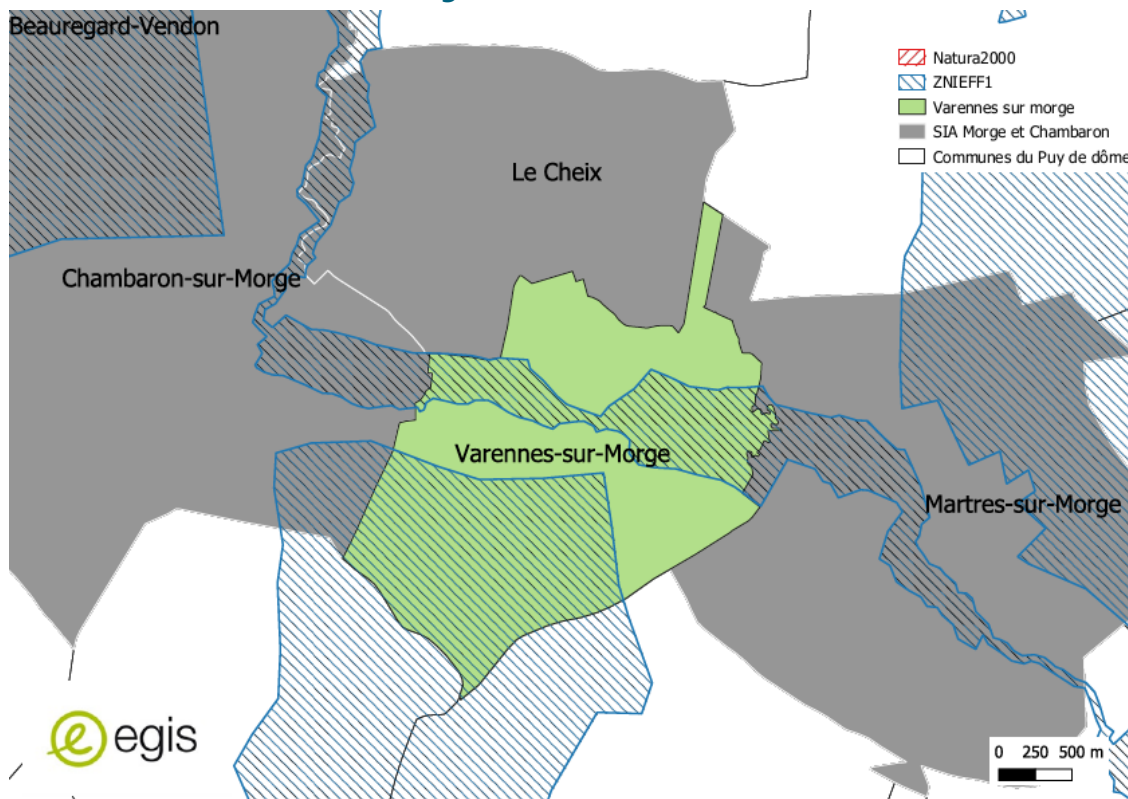 Beauregard-Vendon
Natura2000
ZNIEFF1
Varennes sur morge
SIA Morge et Chambaron
Communes du Puy de dôme
Le Cheix
Chambaron-sur-Morge
Varennes-sur-Morge
Martres-sur-Morge
egis
0 250 500 m